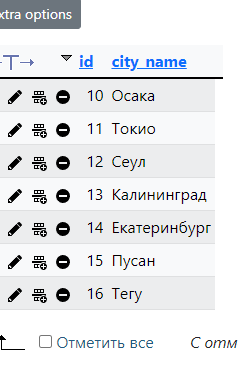 xtra options
id city_name
10 Осака
11 Токио
12 Сеул
13 Калининград
14 Екатеринбург
15 Пусан
16 Тегу
Отметить все С отм